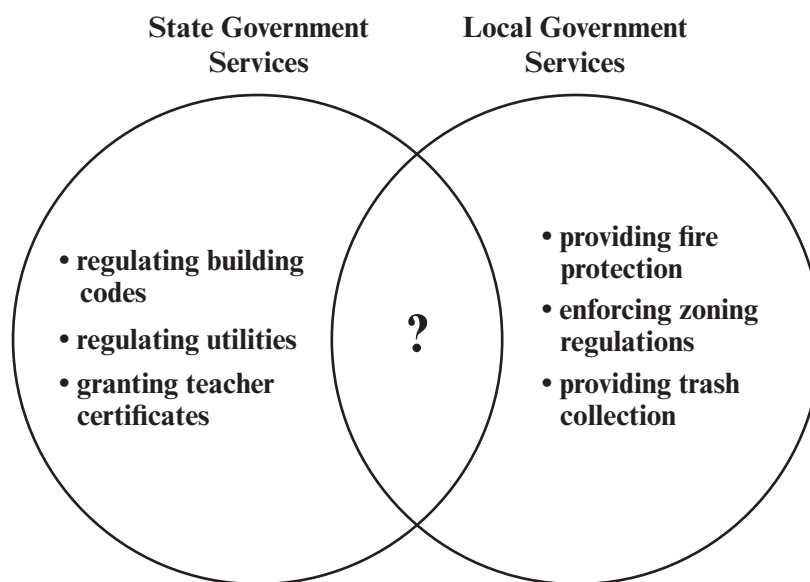 State Government
Services
Local Government
Services
• regulating building
codes
• regulating utilities
• granting teacher
certificates
?
• providing fire
protection
• enforcing zoning
regulations
• providing trash
collection